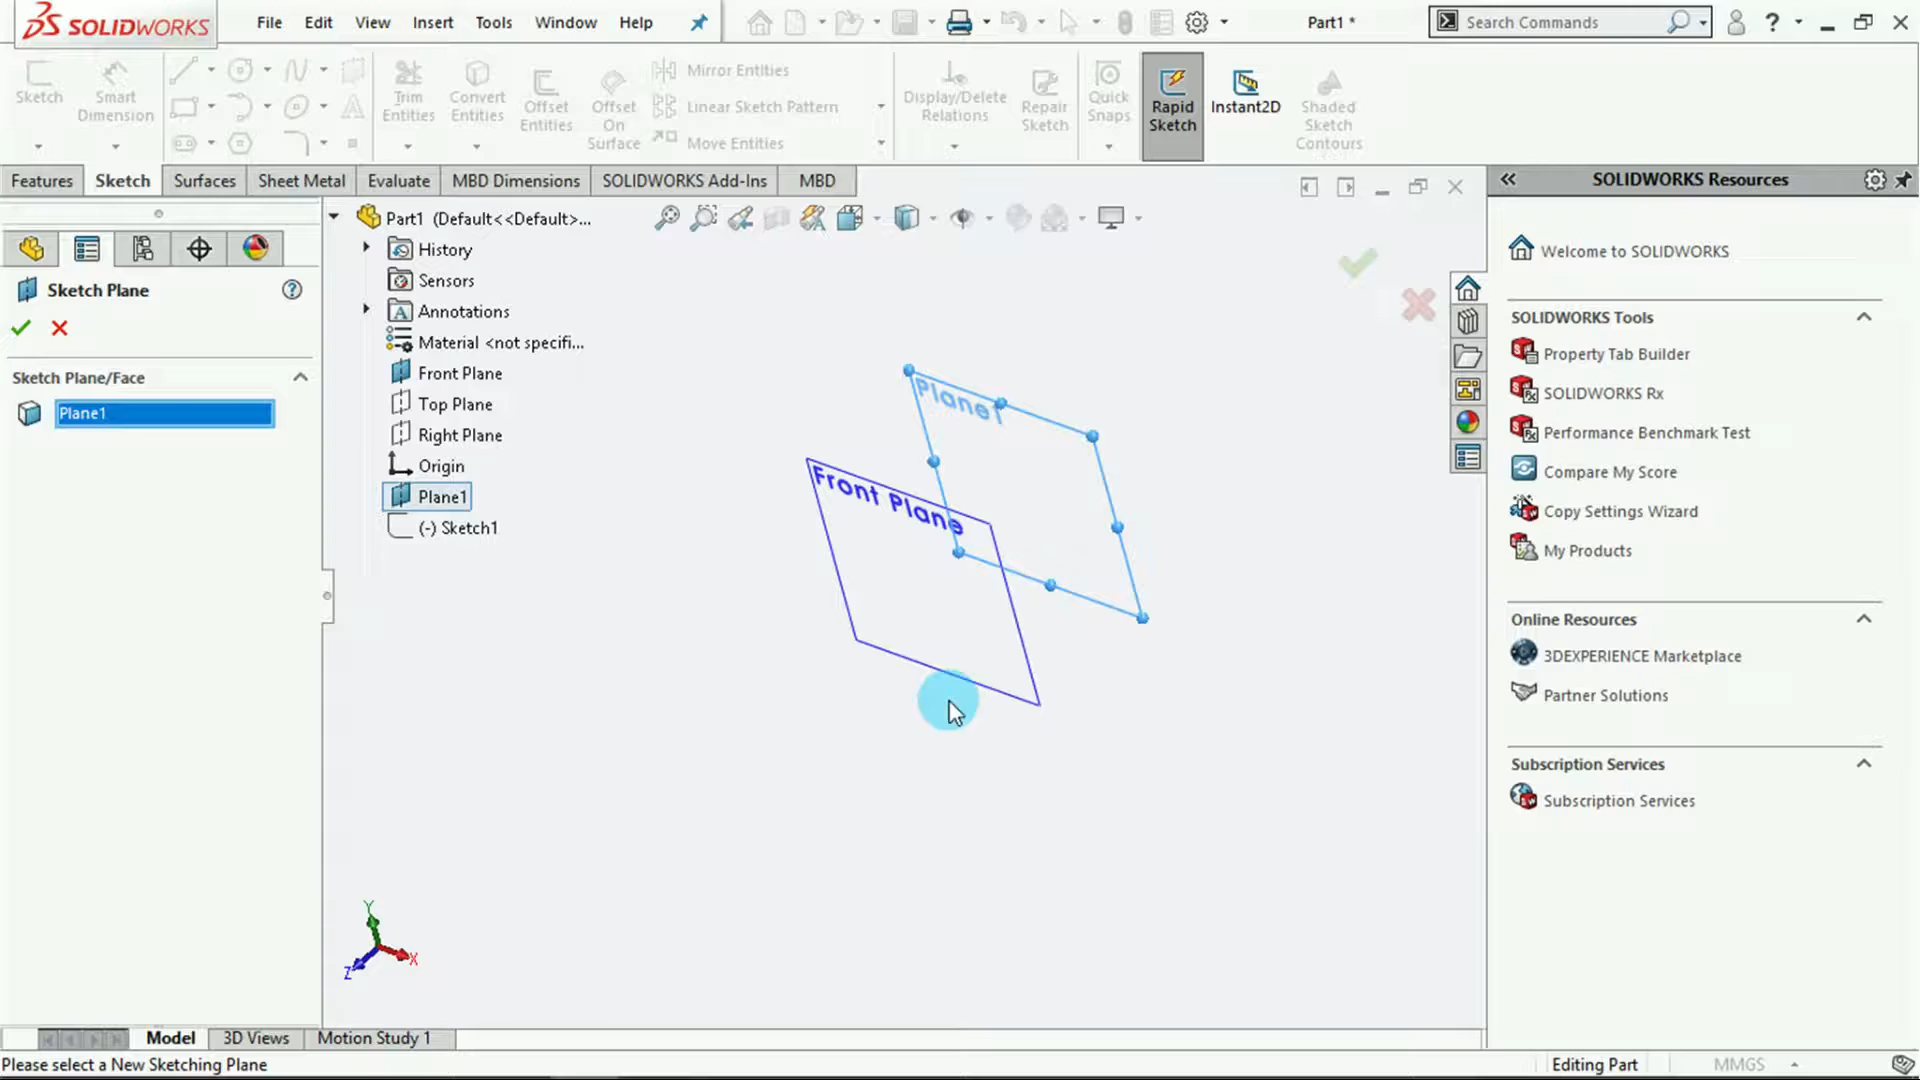 SOLIDWORKS File Edit View Insert Tools Window Help Part1 * Search Commands ?
Sketch
Smart Dimension
Trim Entities
Convert Entities
Offset Entities
Offset On Surface
Mirror Entities
Linear Sketch Pattern
Move Entities
Display/Delete Relations
Repair Sketch
Quick Snaps
Rapid Sketch
Instant2D
Shaded Sketch Contours
Features Sketch Surfaces Sheet Metal Evaluate MBD Dimensions SOLIDWORKS Add-Ins MBD
Sketch Plane
Sketch Plane/Face
Plane1
Part1 (Default<<Default>...
History
Sensors
Annotations
Material <not specifi...
Front Plane
Top Plane
Right Plane
Origin
Plane1
(-) Sketch1
Plane1
Front Plane
Y
X
Z
SOLIDWORKS Resources
Welcome to SOLIDWORKS
SOLIDWORKS Tools
Property Tab Builder
SOLIDWORKS Rx
Performance Benchmark Test
Compare My Score
Copy Settings Wizard
My Products
Online Resources
3DEXPERIENCE Marketplace
Partner Solutions
Subscription Services
Subscription Services
Model 3D Views Motion Study 1
Please select a New Sketching Plane
Editing Part MMGS